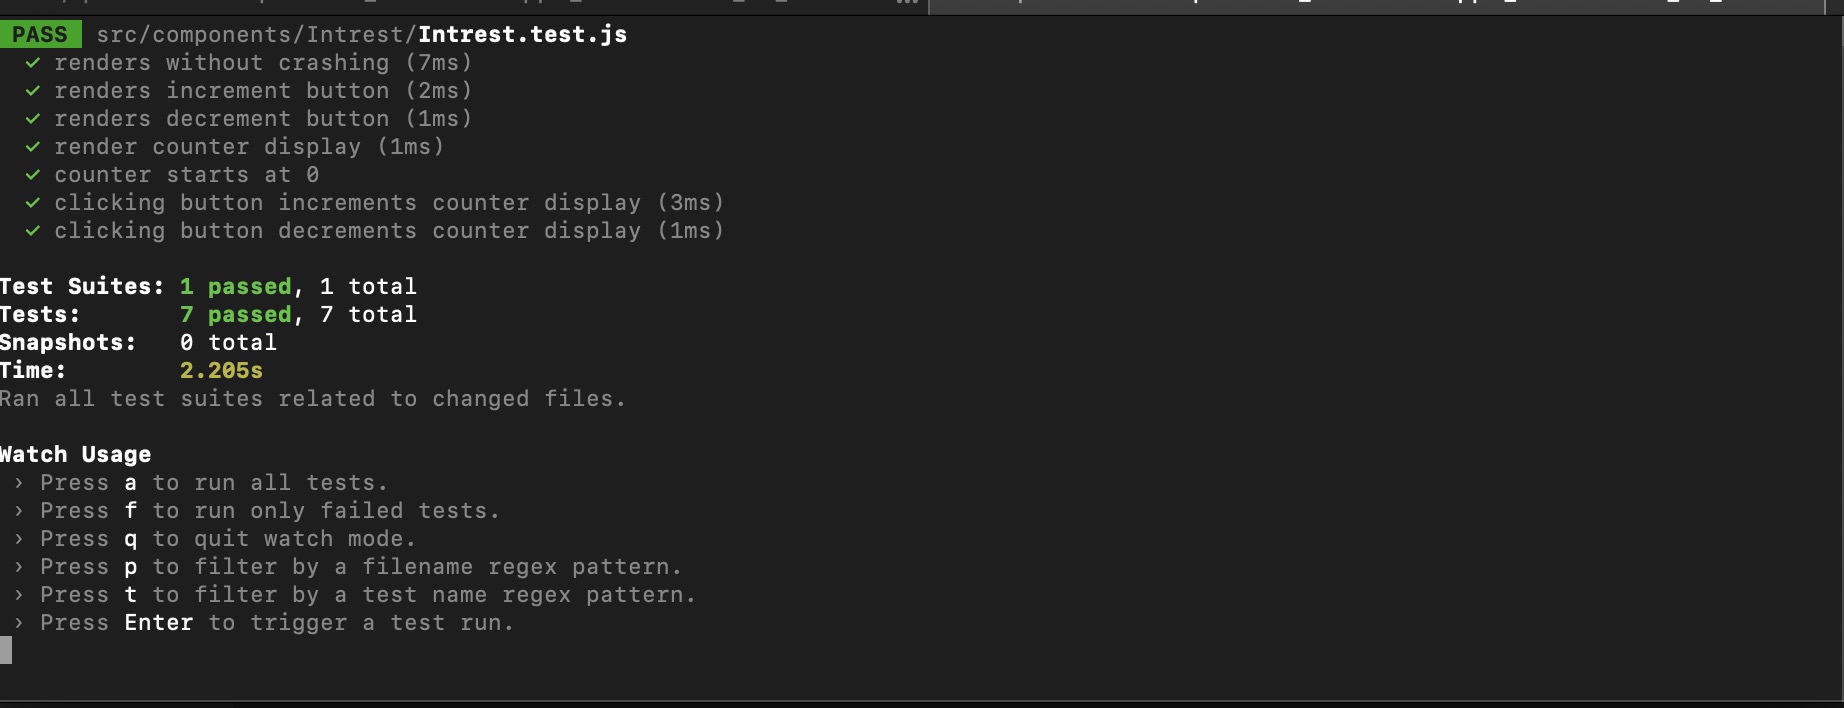 PASS src/components/Intrest/Intrest.test.js
✓ renders without crashing (7ms)
✓ renders increment button (2ms)
✓ renders decrement button (1ms)
✓ render counter display (1ms)
✓ counter starts at 0
✓ clicking button increments counter display (3ms)
✓ clicking button decrements counter display (1ms)
Test Suites: 1 passed, 1 total
Tests: 7 passed, 7 total
Snapshots: 0 total
Time: 2.205s
Ran all test suites related to changed files.
Watch Usage
› Press a to run all tests.
› Press f to run only failed tests.
› Press q to quit watch mode.
› Press p to filter by a filename regex pattern.
› Press t to filter by a test name regex pattern.
› Press Enter to trigger a test run.